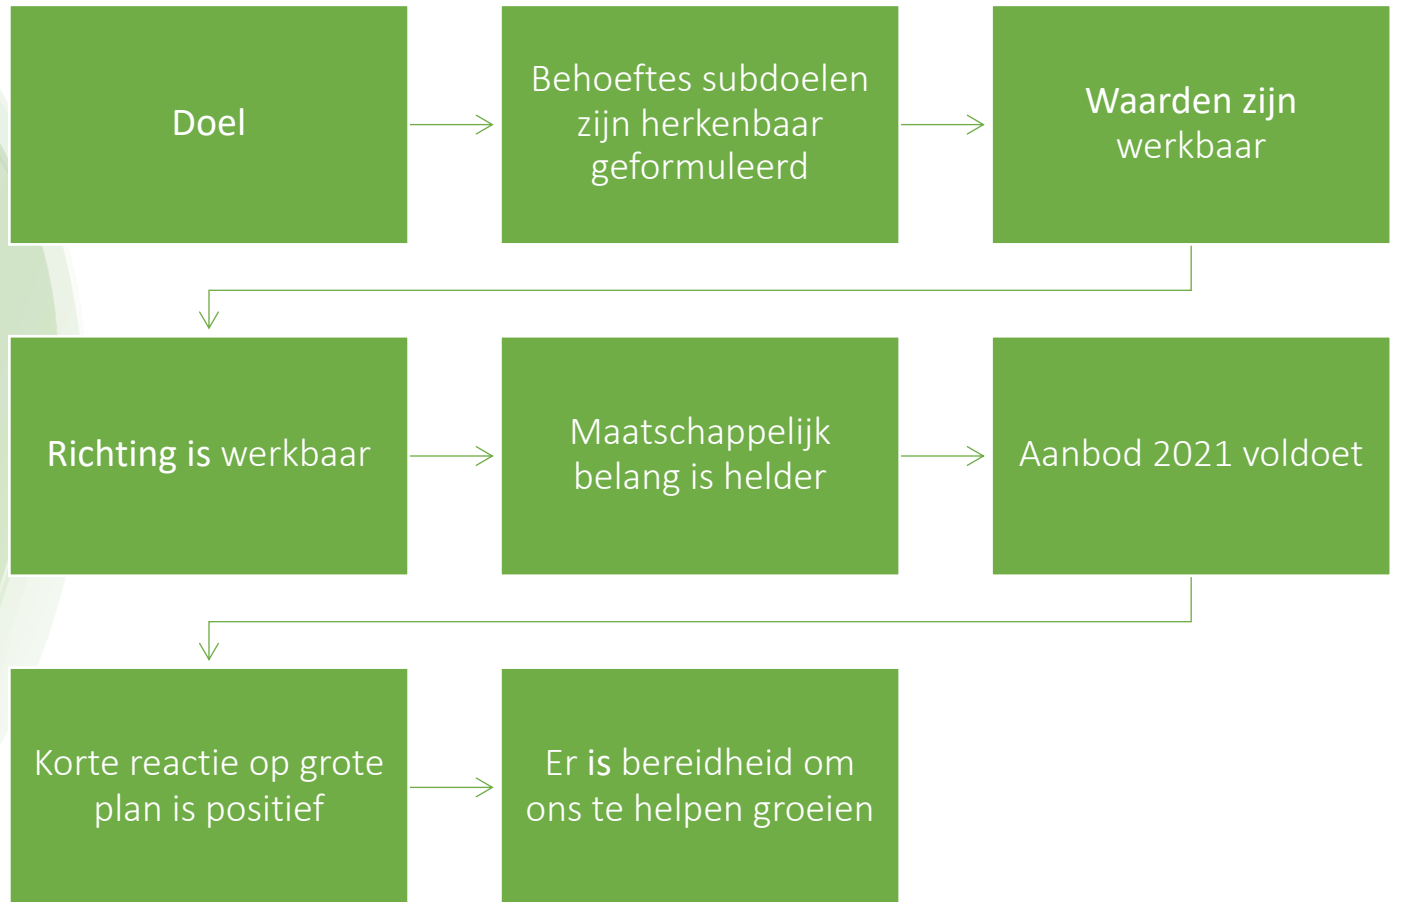 Doel
Behoeftes subdoelen
zijn herkenbaar
geformuleerd
Waarden zijn
werkbaar
Richting is werkbaar
Maatschappelijk
belang is helder
Aanbod 2021 voldoet
Korte reactie op grote
plan is positief
Er is bereidheid om
ons te helpen groeien